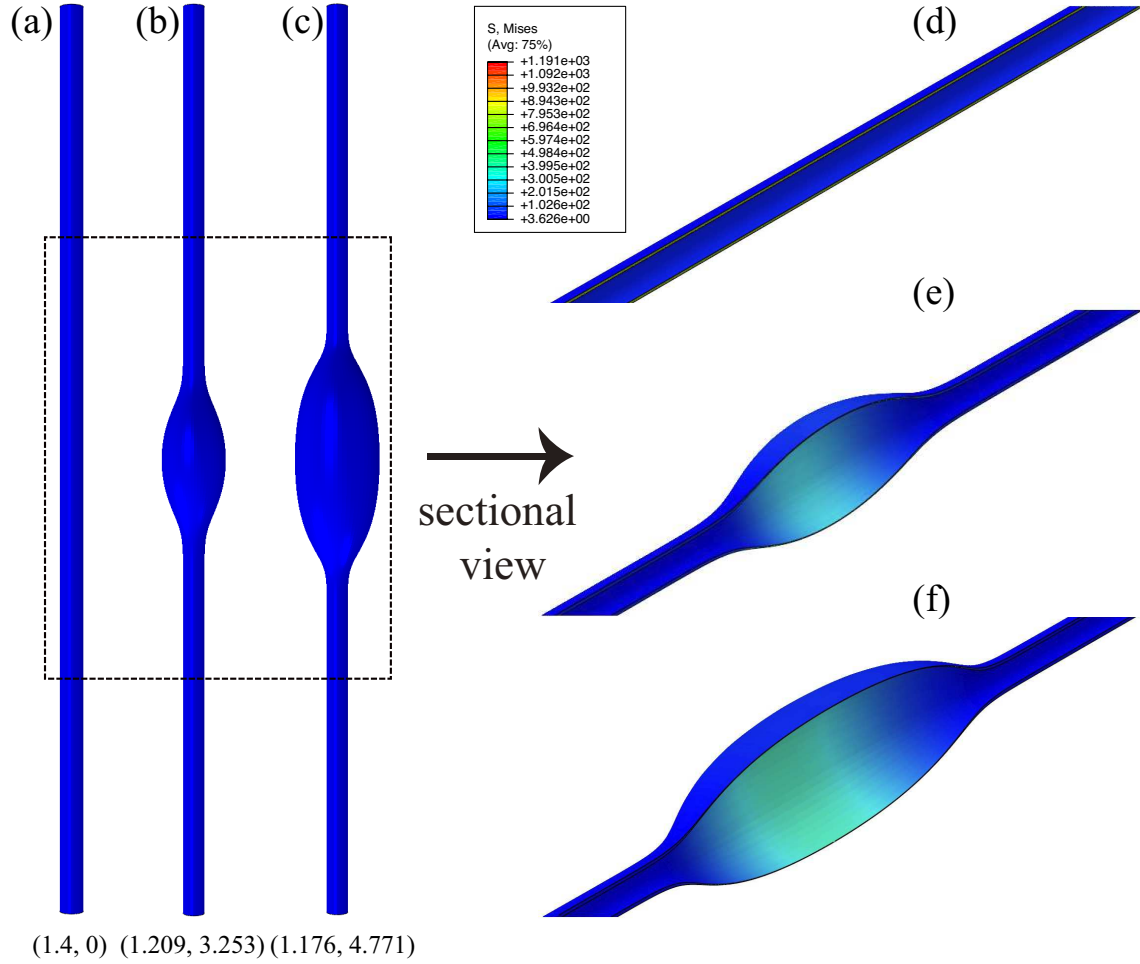 (a)
(b)
(c)
S, Mises
(Avg: 75%)
+1.191e+03
+1.092e+03
+9.932e+02
+8.943e+02
+7.953e+02
+6.964e+02
+5.974e+02
+4.984e+02
+3.995e+02
+3.005e+02
+2.015e+02
+1.026e+02
+3.626e+00
(d)
(e)
sectional
view
(f)
(1.4, 0) (1.209, 3.253) (1.176, 4.771)